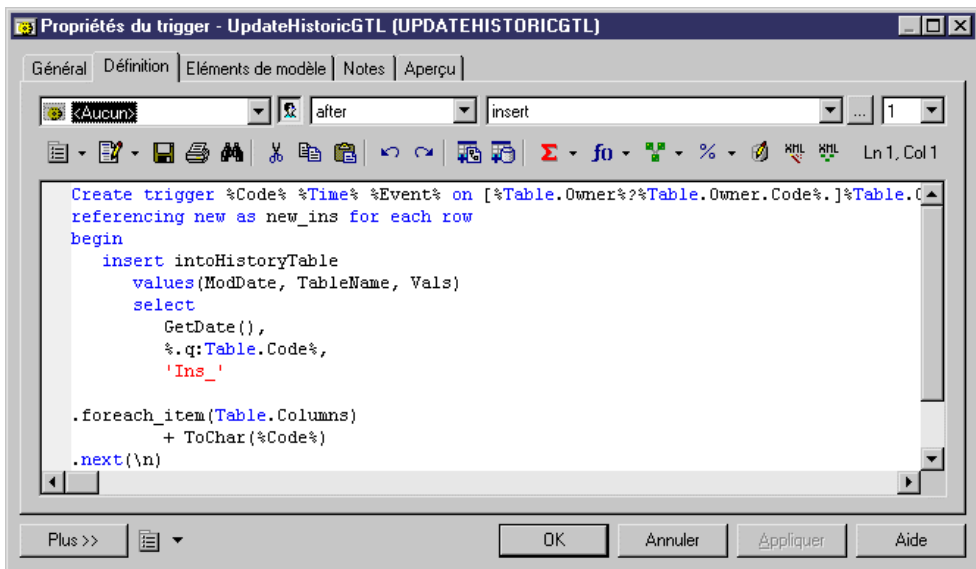 Propriétés du trigger - UpdateHistoricGTL (UPDATEHISTORICGTL)
Général Définition Eléments de modèle Notes Aperçu
<Aucun> after insert ... 1
Σ fo % XML XML Ln 1, Col 1
Create trigger %Code% %Time% %Event% on [%Table.Owner%?%Table.Owner.Code%.]%Table.C
referencing new as new_ins for each row
begin
insert intoHistoryTable
values(ModDate, TableName, Vals)
select
GetDate(),
%.q:Table.Code%,
'Ins_'
.foreach_item(Table.Columns)
+ ToChar(%Code%)
.next(\n)
Plus >> OK Annuler Appliquer Aide